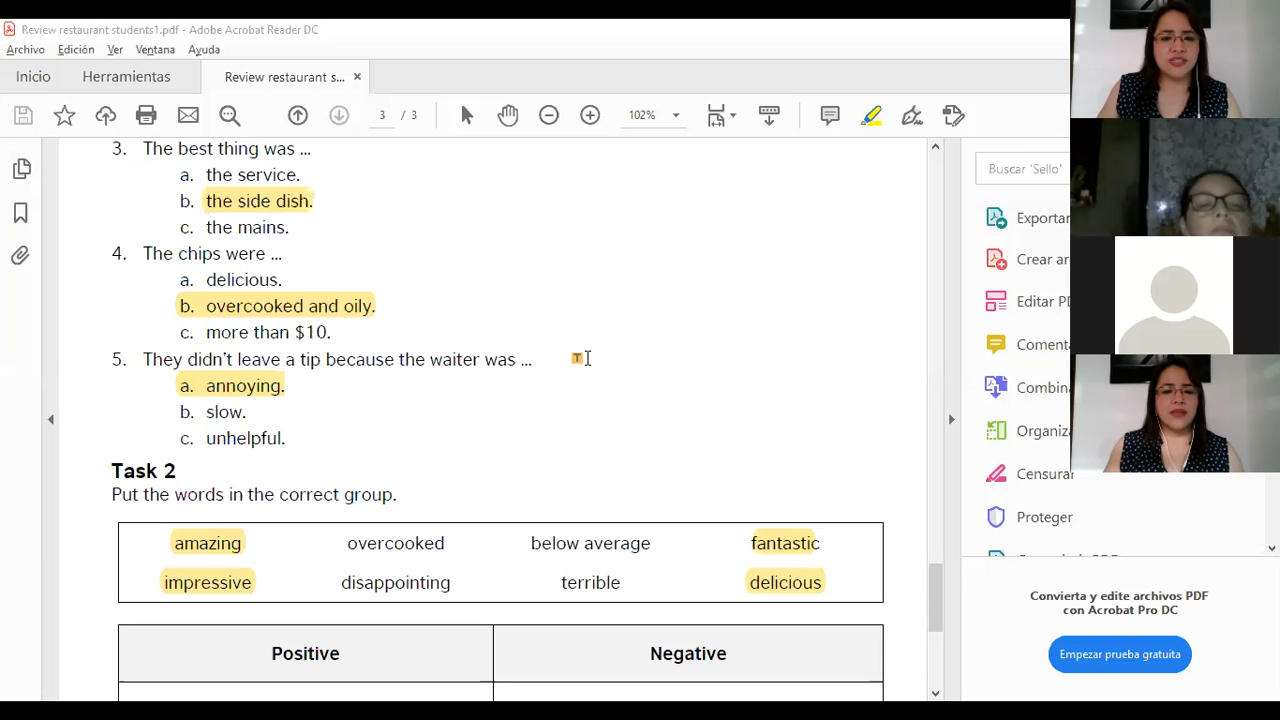 Review restaurant students1.pdf - Adobe Acrobat Reader DC
Archivo Edición Ver Ventana Ayuda
Inicio Herramientas Review restaurant s... ×
3 / 3 102%
3. The best thing was ...
a. the service.
b. the side dish.
c. the mains.
4. The chips were ...
a. delicious.
b. overcooked and oily.
c. more than $10.
5. They didn't leave a tip because the waiter was ...
a. annoying.
b. slow.
c. unhelpful.
Task 2
Put the words in the correct group.
amazing overcooked below average fantastic
impressive disappointing terrible delicious
Positive Negative
Buscar 'Sello'
Exportar
Crear ar
Editar PD
Comenta
Combina
Organiza
Censurar
Proteger
Convierta y edite archivos PDF
con Acrobat Pro DC
Empezar prueba gratuita